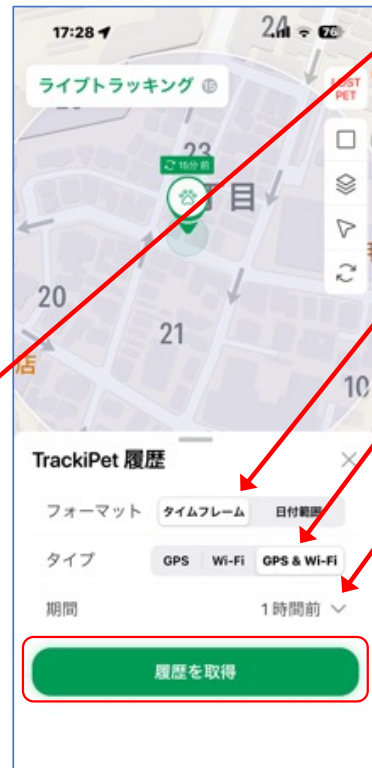 17:28
24
76
ライブトラッキング 15
LOST
PET
23
15分前
丁目
20
21
10
店
TrackiPet 履歴
フォーマット タイムフレーム 日付範囲
タイプ GPS Wi-Fi GPS & Wi-Fi
期間 1時間前
履歴を取得